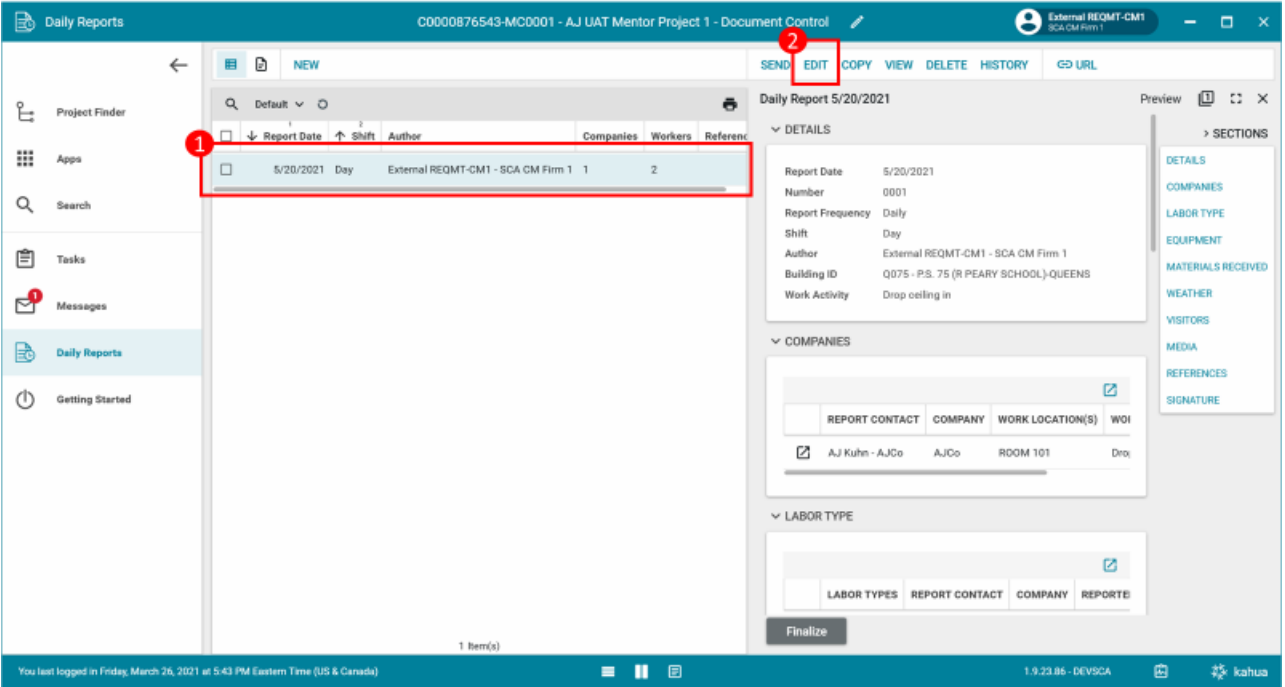 Daily Reports
C0000876543-MC0001 - AJ UAT Mentor Project 1 - Document Control
External REQMT-CM1
SCA CM Firm 1
2
NEW
SEND EDIT COPY VIEW DELETE HISTORY URL
Project Finder
Apps
Search
Tasks
1
Messages
Daily Reports
Getting Started
Default
1 2
Report Date Shift Author Companies Workers Referenc
1
5/20/2021 Day External REQMT-CM1 - SCA CM Firm 1 1 2
1 Item(s)
Daily Report 5/20/2021
Preview 1
DETAILS
Report Date 5/20/2021
Number 0001
Report Frequency Daily
Shift Day
Author External REQMT-CM1 - SCA CM Firm 1
Building ID Q075 - P.S. 75 (R PEARY SCHOOL)-QUEENS
Work Activity Drop ceiling in
COMPANIES
REPORT CONTACT COMPANY WORK LOCATION(S) WOI
AJ Kuhn - AJCo AJCo ROOM 101 Dro
LABOR TYPE
LABOR TYPES REPORT CONTACT COMPANY REPORTE
Finalize
SECTIONS
DETAILS
COMPANIES
LABOR TYPE
EQUIPMENT
MATERIALS RECEIVED
WEATHER
VISITORS
MEDIA
REFERENCES
SIGNATURE
You last logged in Friday, March 26, 2021 at 5:43 PM Eastern Time (US & Canada)
1.9.23.86 - DEVSCA
kahua